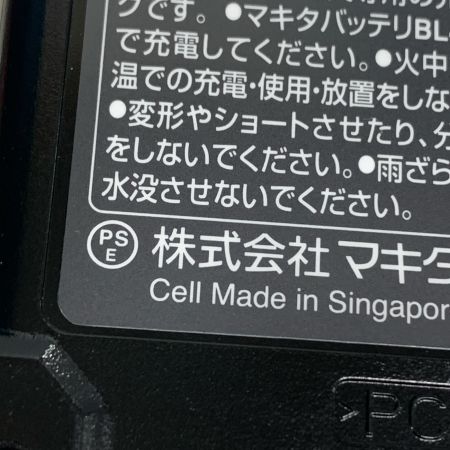 クです。●マキタバッテリBL
で充電してください。●火中
温での充電・使用・放置をしな
●変形やショートさせたり、分
をしないでください。●雨ざら
水没させないでください。
PS
E
株式会社マキタ
Cell Made in Singapor
PC